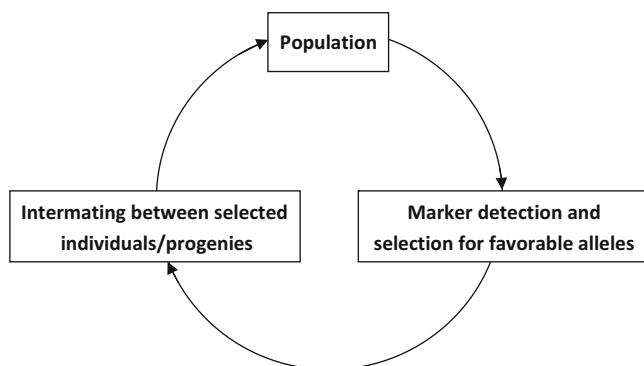 Population
Marker detection and
selection for favorable alleles
Intermating between selected
individuals/progenies